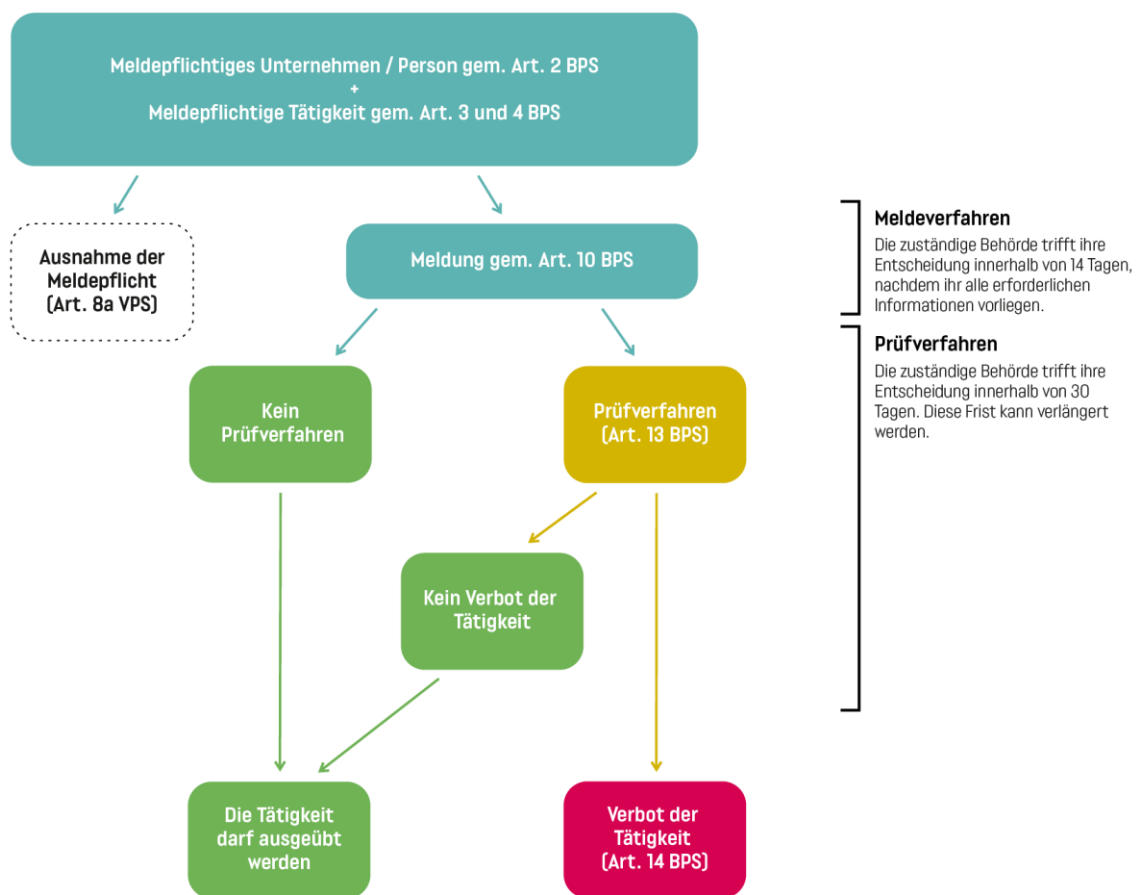 Meldepflichtiges Unternehmen / Person gem. Art. 2 BPS
+
Meldepflichtige Tätigkeit gem. Art. 3 und 4 BPS
Ausnahme der
Meldepflicht
(Art. 8a VPS)
Meldung gem. Art. 10 BPS
Meldeverfahren
Die zuständige Behörde trifft ihre
Entscheidung innerhalb von 14 Tagen,
nachdem ihr alle erforderlichen
Informationen vorliegen.
Kein
Prüfverfahren
Prüfverfahren
(Art. 13 BPS)
Prüfverfahren
Die zuständige Behörde trifft ihre
Entscheidung innerhalb von 30
Tagen. Diese Frist kann verlängert
werden.
Kein Verbot der
Tätigkeit
Die Tätigkeit
darf ausgeübt
werden
Verbot der
Tätigkeit
(Art. 14 BPS)